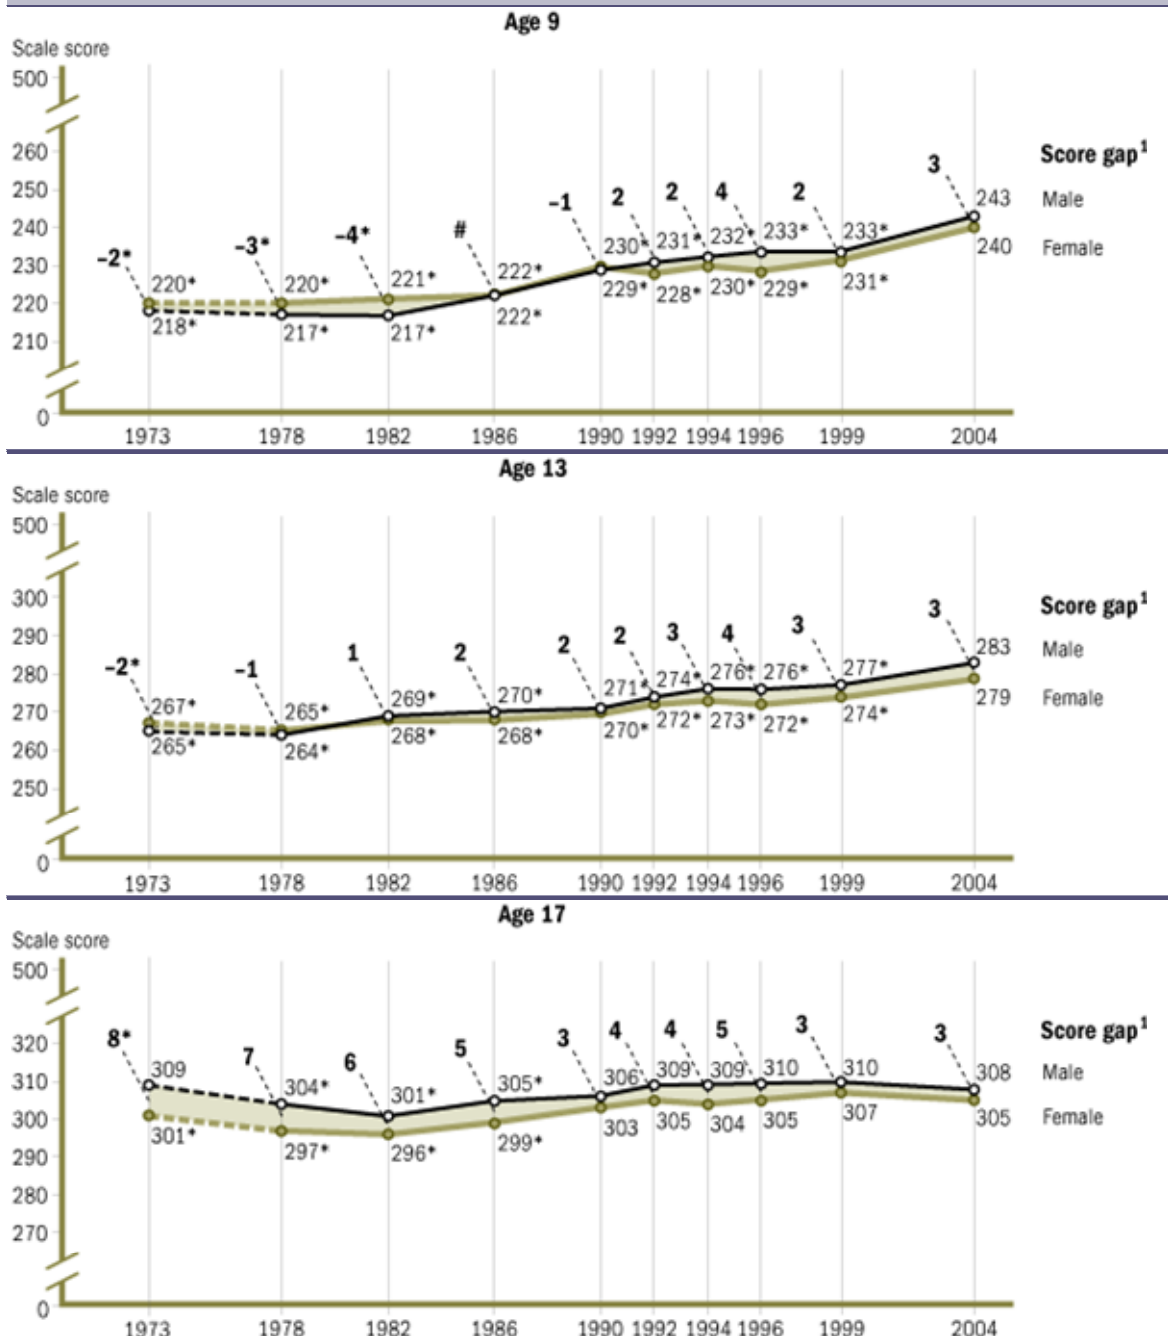 Age 9
Scale score
500
260
250
240
230
220
210
0
Score gap1
Male
Female
–2*
–3*
–4*
#
–1
2
2
4
2
3
220* 220* 221* 222* 230* 231* 232* 233* 233* 243
218* 217* 217* 222* 229* 228* 230* 229* 231* 240
1973 1978 1982 1986 1990 1992 1994 1996 1999 2004
Age 13
Scale score
500
300
290
280
270
260
250
0
Score gap1
Male
Female
–2*
–1
1
2
2
2
3
4
3
3
267* 265* 269* 270* 271* 274* 276* 276* 277* 283
265* 264* 268* 268* 270* 272* 273* 272* 274* 279
1973 1978 1982 1986 1990 1992 1994 1996 1999 2004
Age 17
Scale score
500
320
310
300
290
280
270
0
Score gap1
Male
Female
8*
7
6
5
3
4
4
5
3
3
309 304* 301* 305* 306 309 309 310 310 308
301* 297* 296* 299* 303 305 304 305 307 305
1973 1978 1982 1986 1990 1992 1994 1996 1999 2004